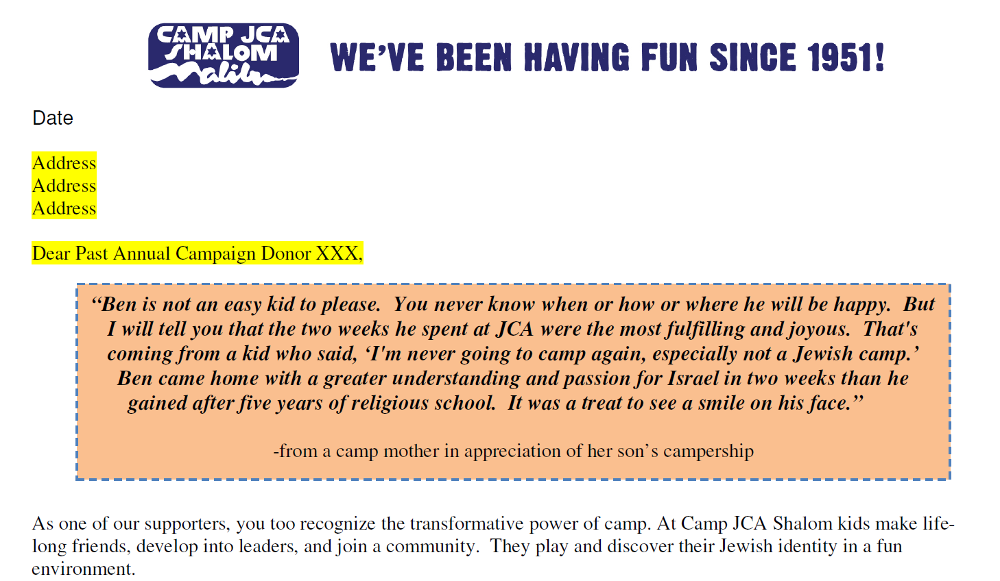 CAMP JCA
SHALOM
Malibu
WE'VE BEEN HAVING FUN SINCE 1951!
Date
Address
Address
Address
Dear Past Annual Campaign Donor XXX,
“Ben is not an easy kid to please.  You never know when or how or where he will be happy.  But
I will tell you that the two weeks he spent at JCA were the most fulfilling and joyous.  That's
coming from a kid who said, ‘I'm never going to camp again, especially not a Jewish camp.’
Ben came home with a greater understanding and passion for Israel in two weeks than he
gained after five years of religious school.  It was a treat to see a smile on his face.”
-from a camp mother in appreciation of her son’s campership
As one of our supporters, you too recognize the transformative power of camp. At Camp JCA Shalom kids make life-
long friends, develop into leaders, and join a community.  They play and discover their Jewish identity in a fun
environment.